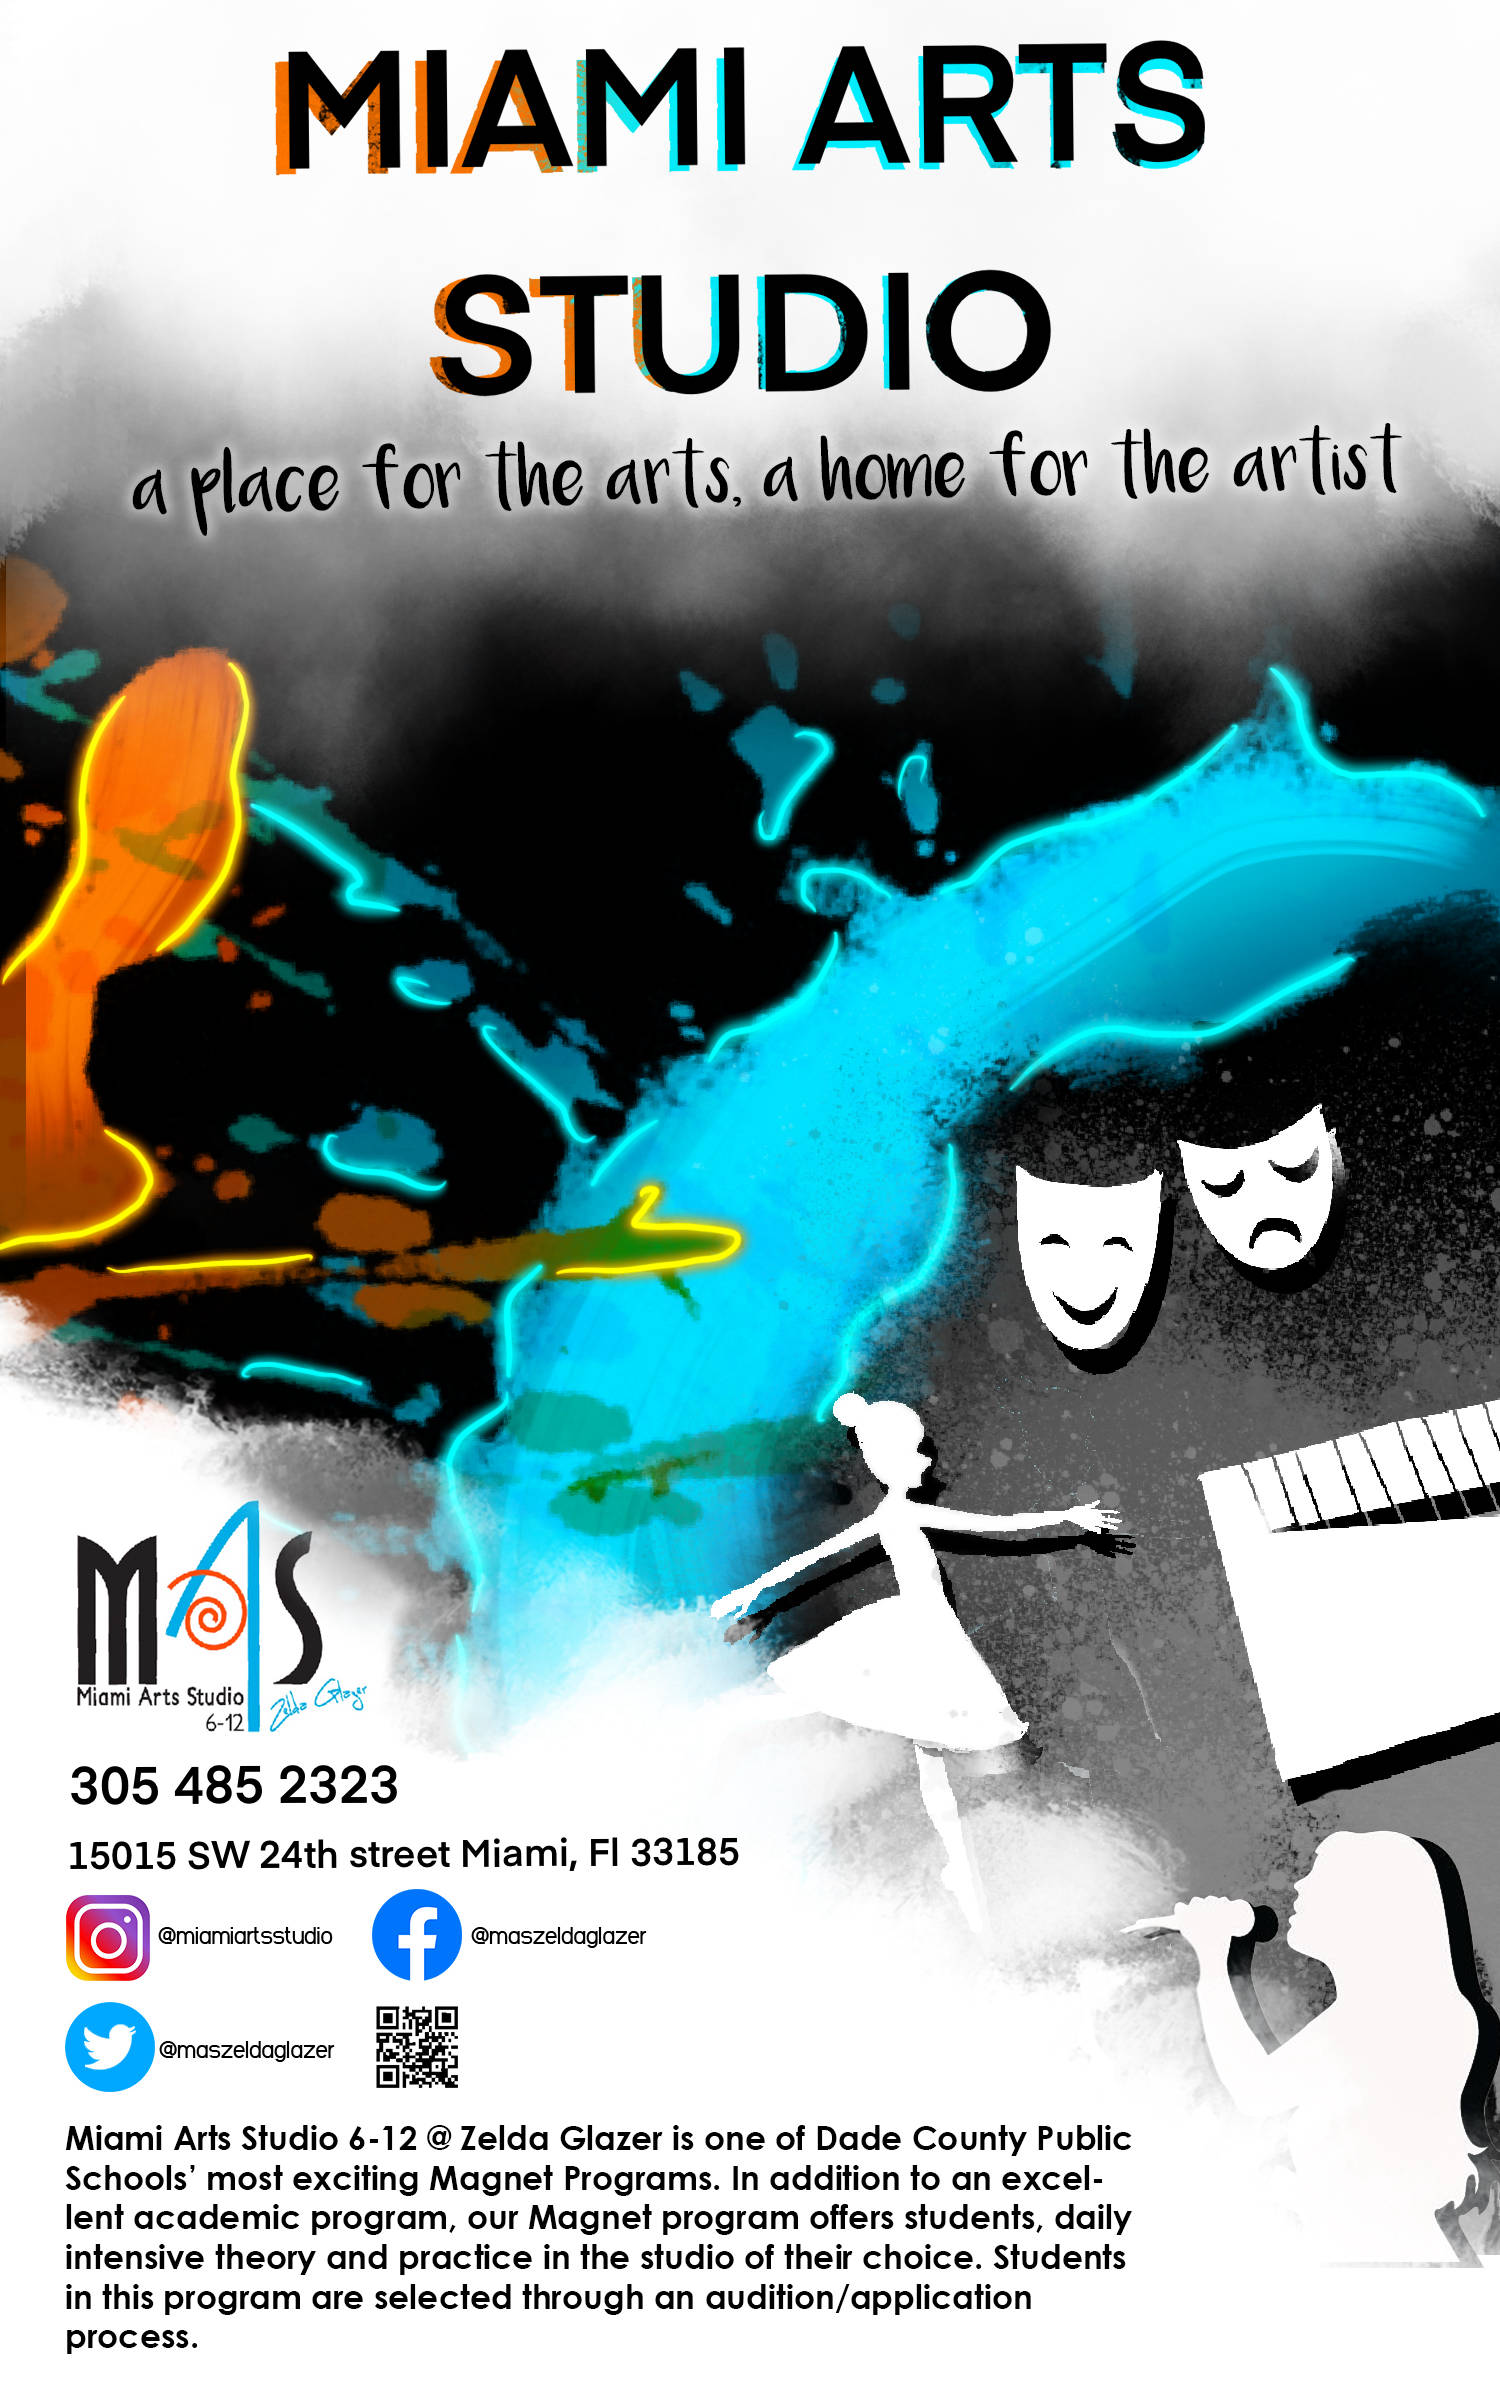 MIAMI ARTS
STUDIO
a place for the arts, a home for the artist
MAS
Miami Arts Studio
6-12
Zelda Glazer
305 485 2323
15015 SW 24th street Miami, Fl 33185
@miamiartsstudio
@maszeldaglazer
@maszeldaglazer
Miami Arts Studio 6-12 @ Zelda Glazer is one of Dade County Public
Schools’ most exciting Magnet Programs. In addition to an excel-
lent academic program, our Magnet program offers students, daily
intensive theory and practice in the studio of their choice. Students
in this program are selected through an audition/application
process.